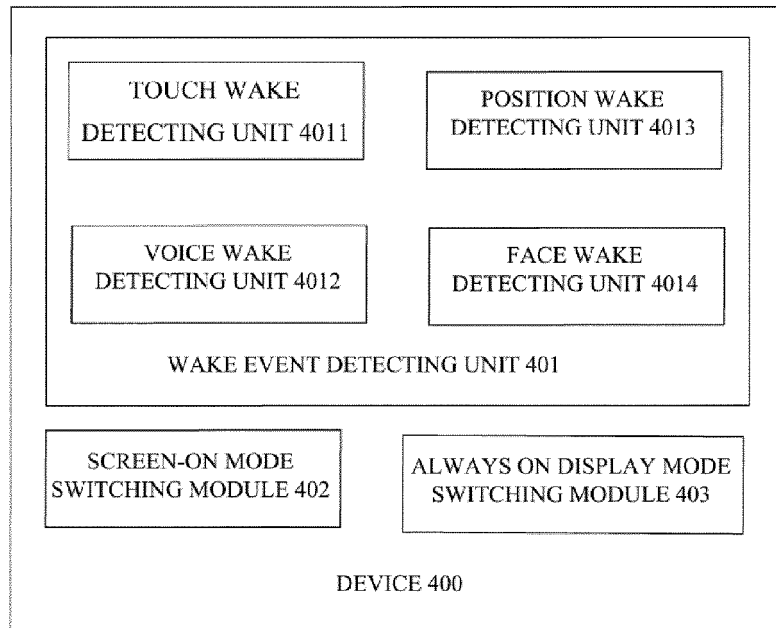 TOUCH WAKE
DETECTING UNIT 4011
POSITION WAKE
DETECTING UNIT 4013
VOICE WAKE
DETECTING UNIT 4012
FACE WAKE
DETECTING UNIT 4014
WAKE EVENT DETECTING UNIT 401
SCREEN-ON MODE
SWITCHING MODULE 402
ALWAYS ON DISPLAY MODE
SWITCHING MODULE 403
DEVICE 400